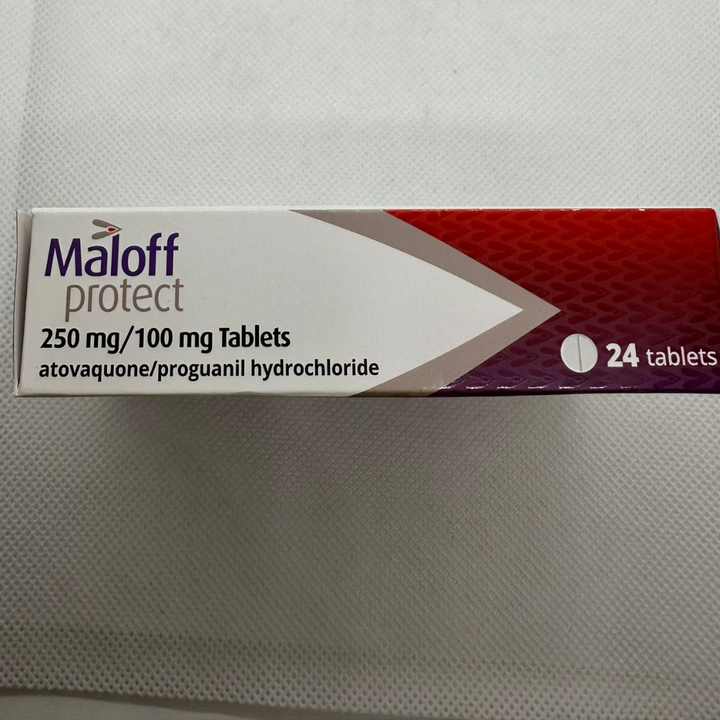 Maloff
protect
250 mg/100 mg Tablets
atovaquone/proguanil hydrochloride
24 tablets